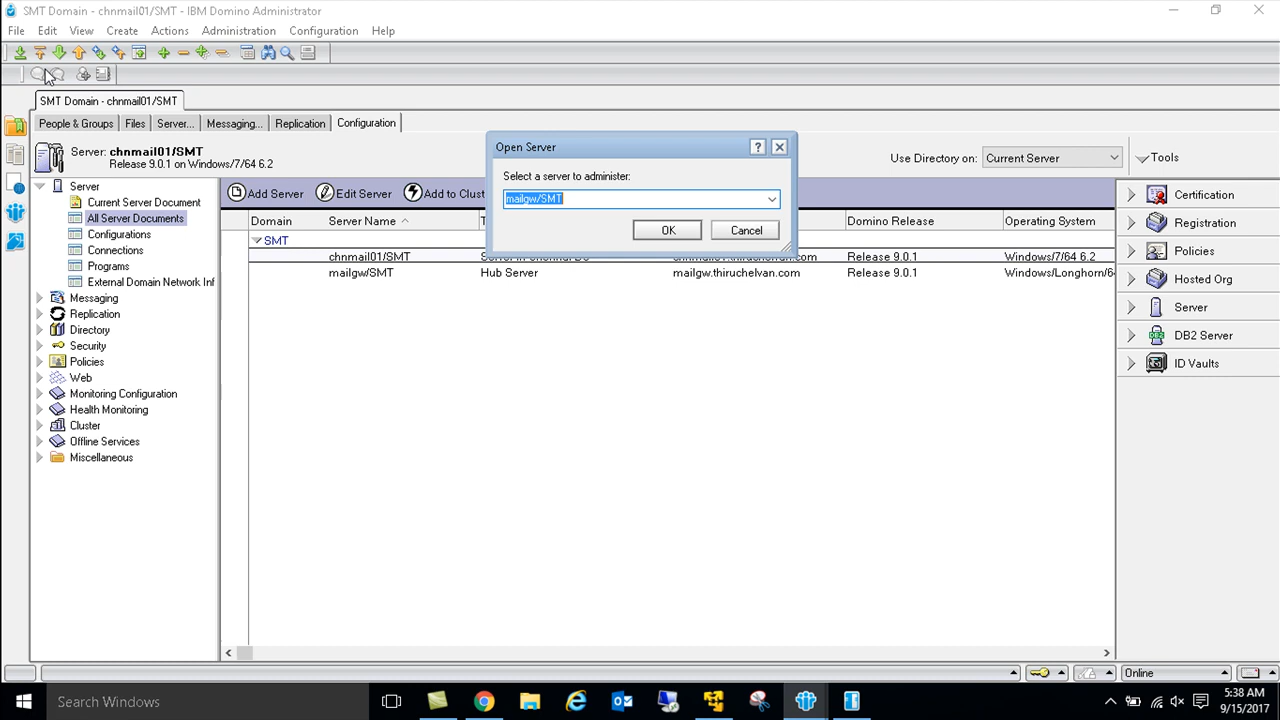 SMT Domain - chnmail01/SMT - IBM Domino Administrator
File Edit View Create Actions Administration Configuration Help
SMT Domain - chnmail01/SMT
People & Groups Files Server... Messaging... Replication Configuration
Server: chnmail01/SMT
Release 9.0.1 on Windows/7/64 6.2
Use Directory on: Current Server
Tools
Open Server
Select a server to administer:
mailgw/SMT
OK Cancel
Server
Current Server Document
All Server Documents
Configurations
Connections
Programs
External Domain Network Inf
Messaging
Replication
Directory
Security
Policies
Web
Monitoring Configuration
Health Monitoring
Cluster
Offline Services
Miscellaneous
Add Server Edit Server Add to Clust
Domain Server Name Domino Release Operating System
SMT
chnmail01/SMT Release 9.0.1 Windows/7/64 6.2
mailgw/SMT Hub Server mailgw.thiruchelvan.com Release 9.0.1 Windows/Longhorn/6
Certification
Registration
Policies
Hosted Org
Server
DB2 Server
ID Vaults
Online
Search Windows
5:38 AM
9/15/2017